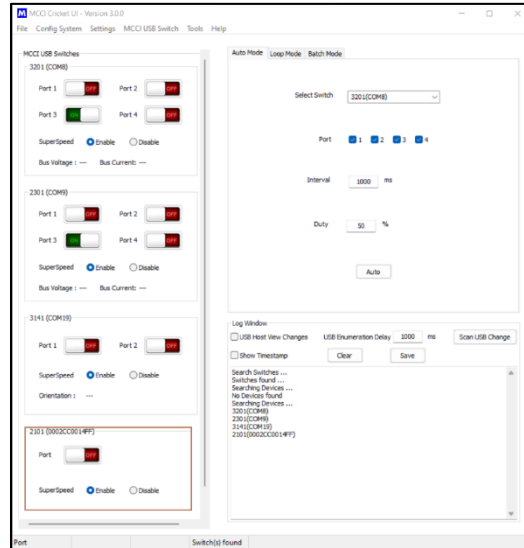 MCCI Cricket UI - Version 3.0.0
File Config System Settings MCCI USB Switch Tools Help
MCCI USB Switches
3201 (COM8)
Port 1 OFF Port 2 OFF
Port 3 ON Port 4 OFF
SuperSpeed Enable Disable
Bus Voltage : --- Bus Current: ---
2301 (COM9)
Port 1 OFF Port 2 OFF
Port 3 ON Port 4 OFF
SuperSpeed Enable Disable
Bus Voltage : --- Bus Current: ---
3141 (COM19)
Port 1 OFF Port 2 OFF
SuperSpeed Enable Disable
Orientation : ---
2101 (0002CC0014FF)
Port OFF
SuperSpeed Enable Disable
Auto Mode Loop Mode Batch Mode
Select Switch 3201(COM8)
Port 1 2 3 4
Interval 1000 ms
Duty 50 %
Auto
Log Window
USB Host View Changes USB Enumeration Delay 1000 ms Scan USB Change
Show Timestamp Clear Save
Search Switches ...
Switches found ...
Searching Devices ...
No Devices found
Searching Devices ...
3201(COM8)
2301(COM9)
3141(COM19)
2101(0002CC0014FF)
Port Switch(s) found